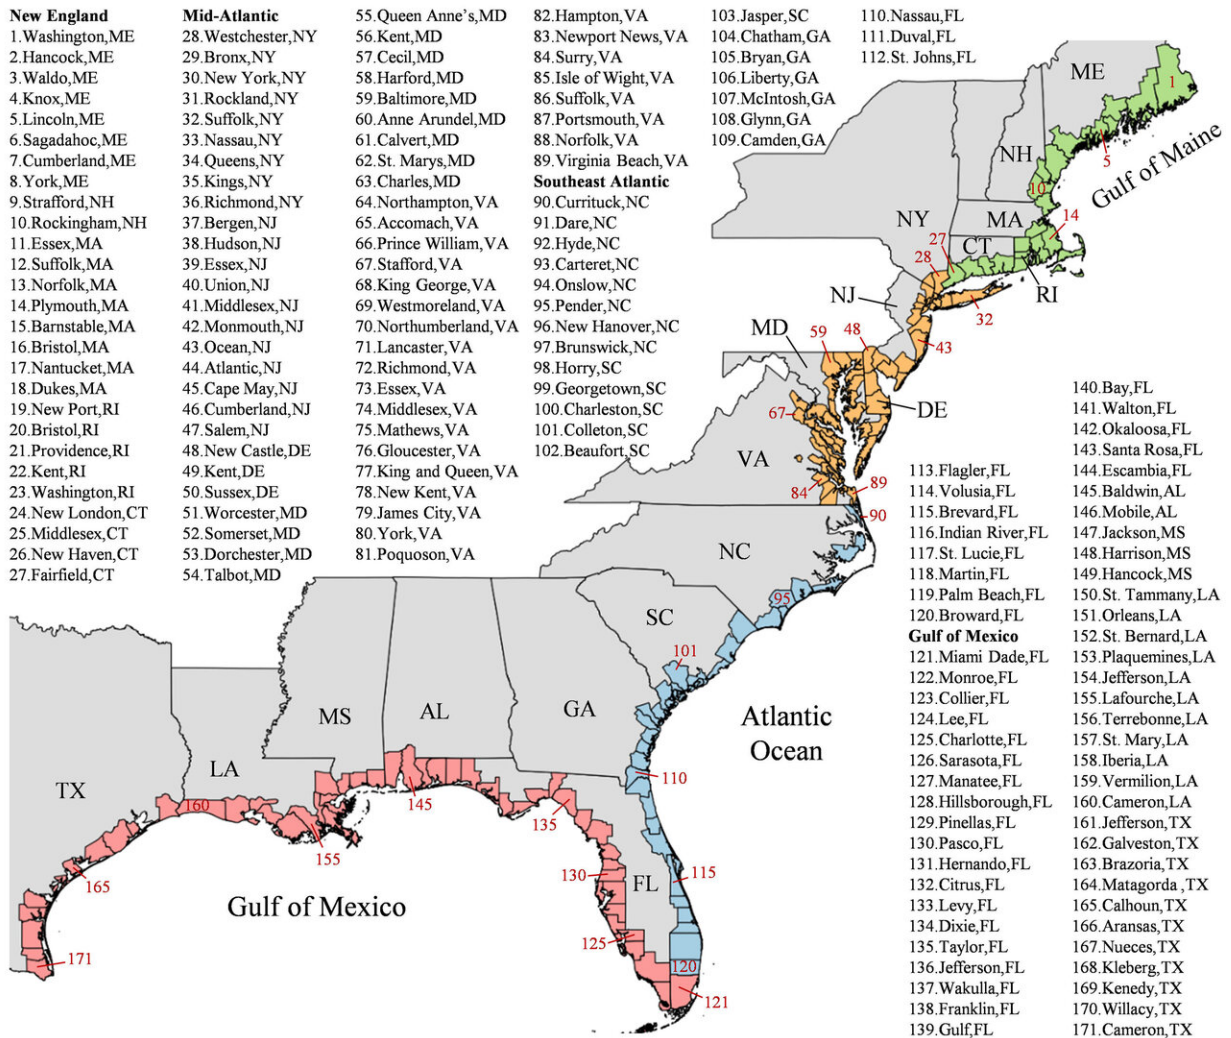 New England
1.Washington,ME
2.Hancock,ME
3.Waldo,ME
4.Knox,ME
5.Lincoln,ME
6.Sagadahoc,ME
7.Cumberland,ME
8.York,ME
9.Strafford,NH
10.Rockingham,NH
11.Essex,MA
12.Suffolk,MA
13.Norfolk,MA
14.Plymouth,MA
15.Barnstable,MA
16.Bristol,MA
17.Nantucket,MA
18.Dukes,MA
19.New Port,RI
20.Bristol,RI
21.Providence,RI
22.Kent,RI
23.Washington,RI
24.New London,CT
25.Middlesex,CT
26.New Haven,CT
27.Fairfield,CT
Mid-Atlantic
28.Westchester,NY
29.Bronx,NY
30.New York,NY
31.Rockland,NY
32.Suffolk,NY
33.Nassau,NY
34.Queens,NY
35.Kings,NY
36.Richmond,NY
37.Bergen,NJ
38.Hudson,NJ
39.Essex,NJ
40.Union,NJ
41.Middlesex,NJ
42.Monmouth,NJ
43.Ocean,NJ
44.Atlantic,NJ
45.Cape May,NJ
46.Cumberland,NJ
47.Salem,NJ
48.New Castle,DE
49.Kent,DE
50.Sussex,DE
51.Worcester,MD
52.Somerset,MD
53.Dorchester,MD
54.Talbot,MD
55.Queen Anne's,MD
56.Kent,MD
57.Cecil,MD
58.Harford,MD
59.Baltimore,MD
60.Anne Arundel,MD
61.Calvert,MD
62.St. Marys,MD
63.Charles,MD
64.Northampton,VA
65.Accomach,VA
66.Prince William,VA
67.Stafford,VA
68.King George,VA
69.Westmoreland,VA
70.Northumberland,VA
71.Lancaster,VA
72.Richmond,VA
73.Essex,VA
74.Middlesex,VA
75.Mathews,VA
76.Gloucester,VA
77.King and Queen,VA
78.New Kent,VA
79.James City,VA
80.York,VA
81.Poquoson,VA
82.Hampton,VA
83.Newport News,VA
84.Surry,VA
85.Isle of Wight,VA
86.Suffolk,VA
87.Portsmouth,VA
88.Norfolk,VA
89.Virginia Beach,VA
Southeast Atlantic
90.Currituck,NC
91.Dare,NC
92.Hyde,NC
93.Carteret,NC
94.Onslow,NC
95.Pender,NC
96.New Hanover,NC
97.Brunswick,NC
98.Horry,SC
99.Georgetown,SC
100.Charleston,SC
101.Colleton,SC
102.Beaufort,SC
103.Jasper,SC
104.Chatham,GA
105.Bryan,GA
106.Liberty,GA
107.McIntosh,GA
108.Glynn,GA
109.Camden,GA
110.Nassau,FL
111.Duval,FL
112.St. Johns,FL
113.Flagler,FL
114.Volusia,FL
115.Brevard,FL
116.Indian River,FL
117.St. Lucie,FL
118.Martin,FL
119.Palm Beach,FL
120.Broward,FL
Gulf of Mexico
121.Miami Dade,FL
122.Monroe,FL
123.Collier,FL
124.Lee,FL
125.Charlotte,FL
126.Sarasota,FL
127.Manatee,FL
128.Hillsborough,FL
129.Pinellas,FL
130.Pasco,FL
131.Hernando,FL
132.Citrus,FL
133.Levy,FL
134.Dixie,FL
135.Taylor,FL
136.Jefferson,FL
137.Wakulla,FL
138.Franklin,FL
139.Gulf,FL
140.Bay,FL
141.Walton,FL
142.Okaloosa,FL
143.Santa Rosa,FL
144.Escambia,FL
145.Baldwin,AL
146.Mobile,AL
147.Jackson,MS
148.Harrison,MS
149.Hancock,MS
150.St. Tammany,LA
151.Orleans,LA
152.St. Bernard,LA
153.Plaquemines,LA
154.Jefferson,LA
155.Lafourche,LA
156.Terrebonne,LA
157.St. Mary,LA
158.Iberia,LA
159.Vermilion,LA
160.Cameron,LA
161.Jefferson,TX
162.Galveston,TX
163.Brazoria,TX
164.Matagorda ,TX
165.Calhoun,TX
166.Aransas,TX
167.Nueces,TX
168.Kleberg,TX
169.Kenedy,TX
170.Willacy,TX
171.Cameron,TX
ME
1
NH
5
Gulf of Maine
10
NY
MA
14
27
CT
28
RI
NJ
32
MD
59
48
43
67
DE
VA
84
89
90
NC
95
SC
101
GA
MS
AL
Atlantic
Ocean
LA
110
TX
160
145
135
155
165
130
FL
115
Gulf of Mexico
125
171
120
121